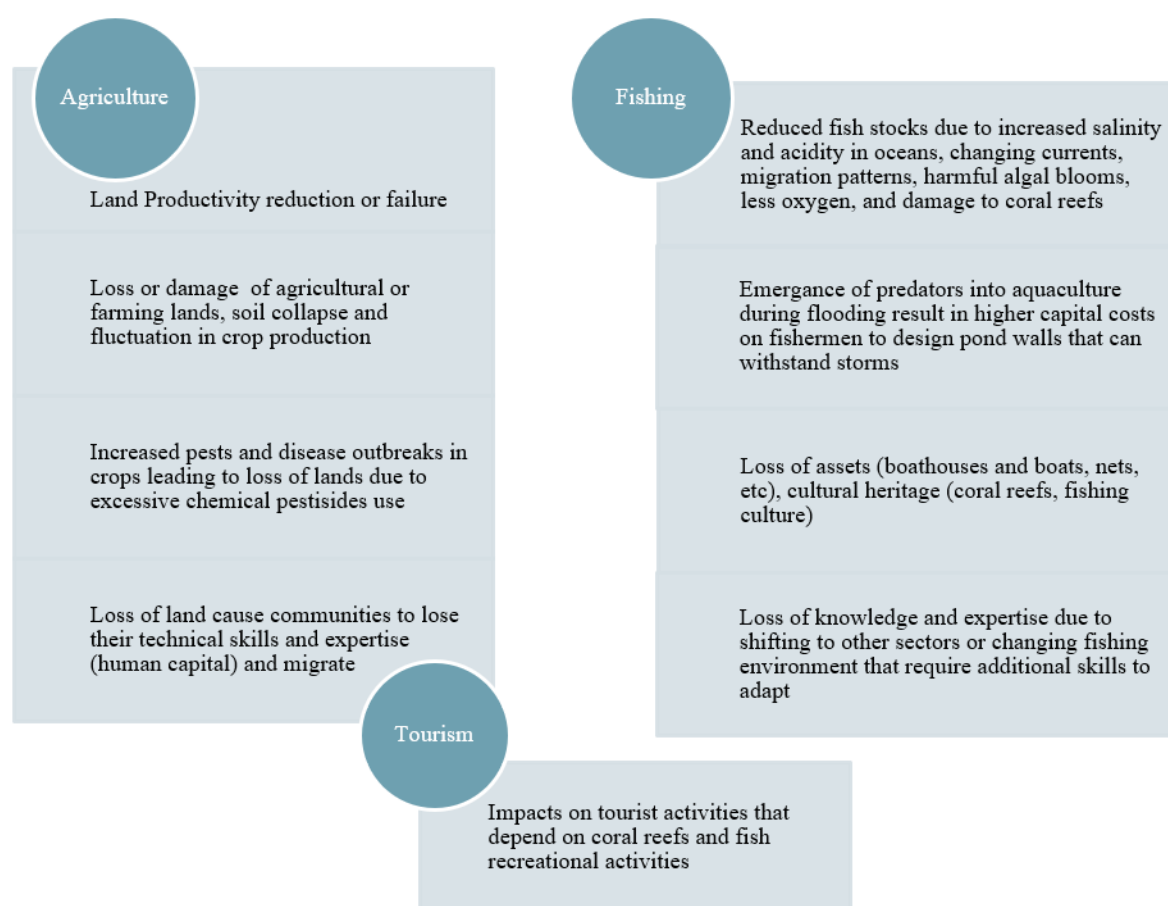 Agriculture
Land Productivity reduction or failure
Loss or damage  of agricultural or
farming lands, soil collapse and
fluctuation in crop production
Increased pests and disease outbreaks in
crops leading to loss of lands due to
excessive chemical pestisides use
Loss of land cause communities to lose
their technical skills and expertise
(human capital) and migrate
Fishing
Reduced fish stocks due to increased salinity
and acidity in oceans, changing currents,
migration patterns, harmful algal blooms,
less oxygen, and damage to coral reefs
Emergance of predators into aquaculture
during flooding result in higher capital costs
on fishermen to design pond walls that can
withstand storms
Loss of assets (boathouses and boats, nets,
etc), cultural heritage (coral reefs, fishing
culture)
Loss of knowledge and expertise due to
shifting to other sectors or changing fishing
environment that require additional skills to
adapt
Tourism
Impacts on tourist activities that
depend on coral reefs and fish
recreational activities